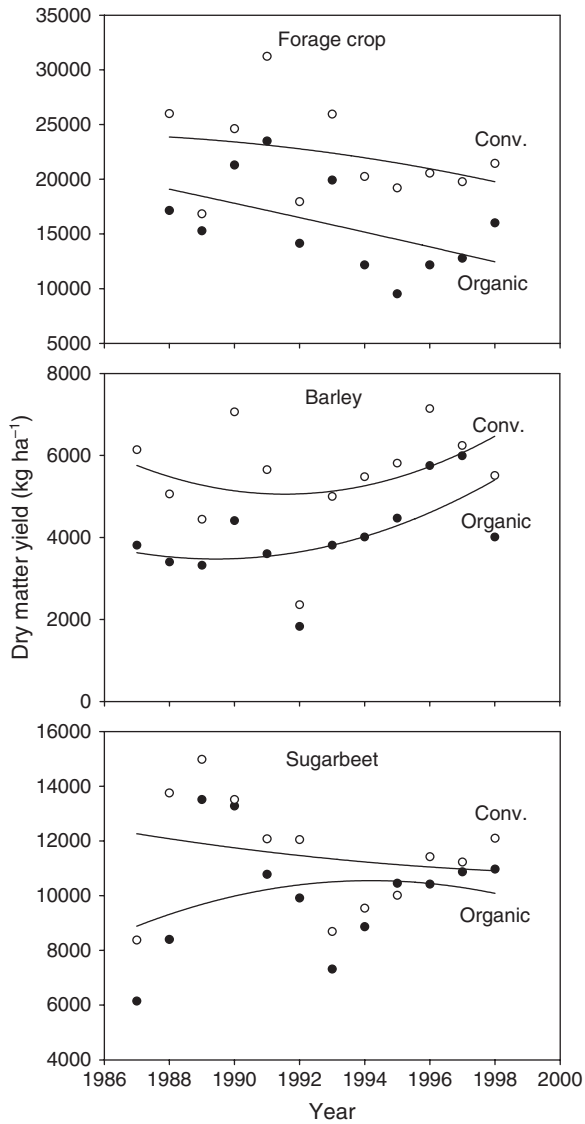 35000
Forage crop
30000
25000
Conv.
20000
15000
Organic
10000
5000
8000
Barley
Conv.
6000
Organic
4000
2000
0
Dry matter yield (kg ha⁻¹)
16000
Sugarbeet
14000
Conv.
12000
10000
Organic
8000
6000
4000
1986 1988 1990 1992 1994 1996 1998 2000
Year